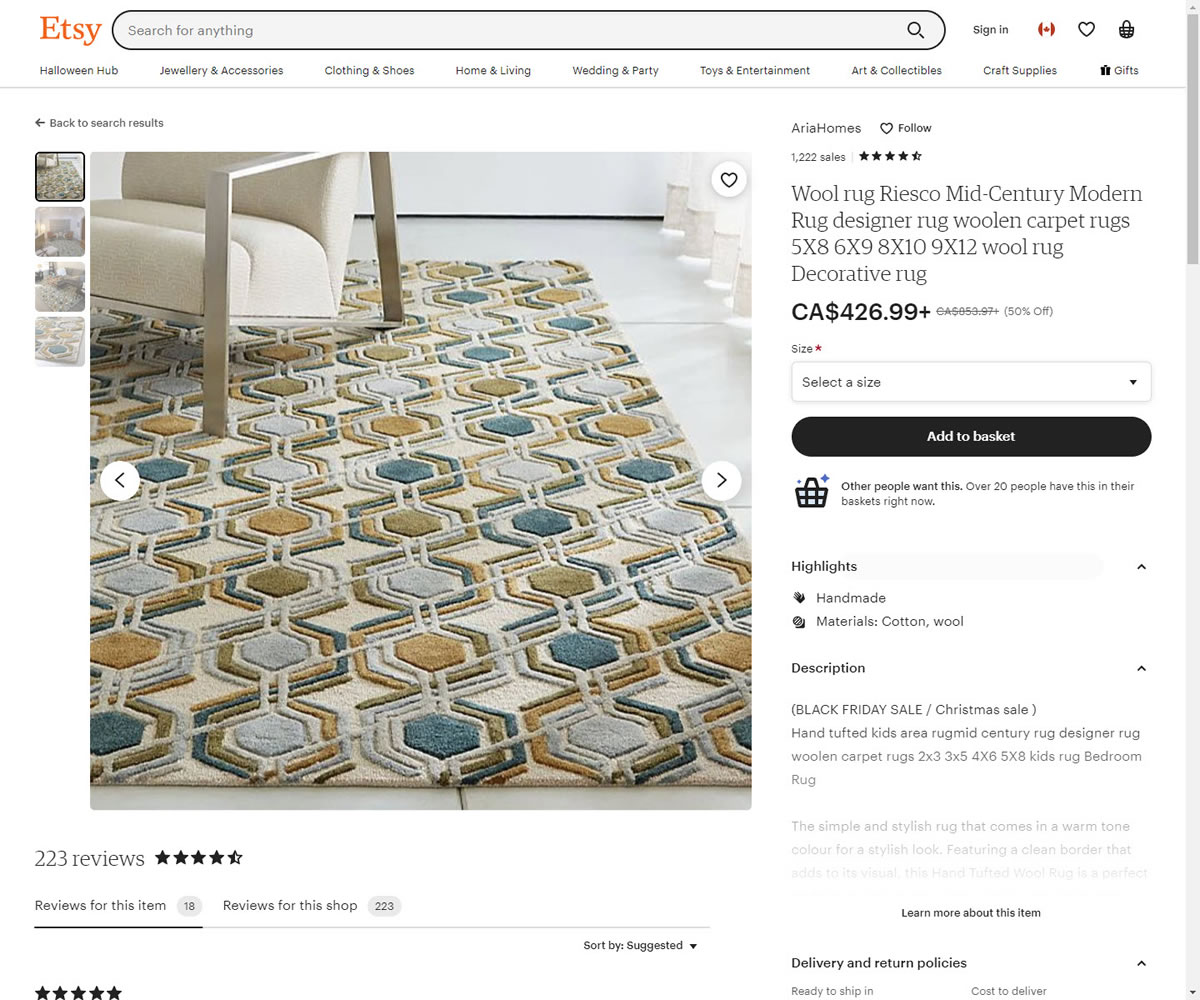 Etsy
Search for anything
Sign in
Halloween Hub
Jewellery & Accessories
Clothing & Shoes
Home & Living
Wedding & Party
Toys & Entertainment
Art & Collectibles
Craft Supplies
Gifts
Back to search results
AriaHomes
Follow
1,222 sales
Wool rug Riesco Mid-Century Modern
Rug designer rug woolen carpet rugs
5X8 6X9 8X10 9X12 wool rug
Decorative rug
CA$426.99+ CA$853.97+ (50% Off)
Size *
Select a size
Add to basket
Other people want this. Over 20 people have this in their
baskets right now.
Highlights
Handmade
Materials: Cotton, wool
Description
(BLACK FRIDAY SALE / Christmas sale )
Hand tufted kids area rugmid century rug designer rug
woolen carpet rugs 2x3 3x5 4X6 5X8 kids rug Bedroom
Rug
The simple and stylish rug that comes in a warm tone
colour for a stylish look. Featuring a clean border that
adds to its visual, this Hand Tufted Wool Rug is a perfect
Learn more about this item
Delivery and return policies
Ready to ship in
Cost to deliver
223 reviews
Reviews for this item 18
Reviews for this shop 223
Sort by: Suggested